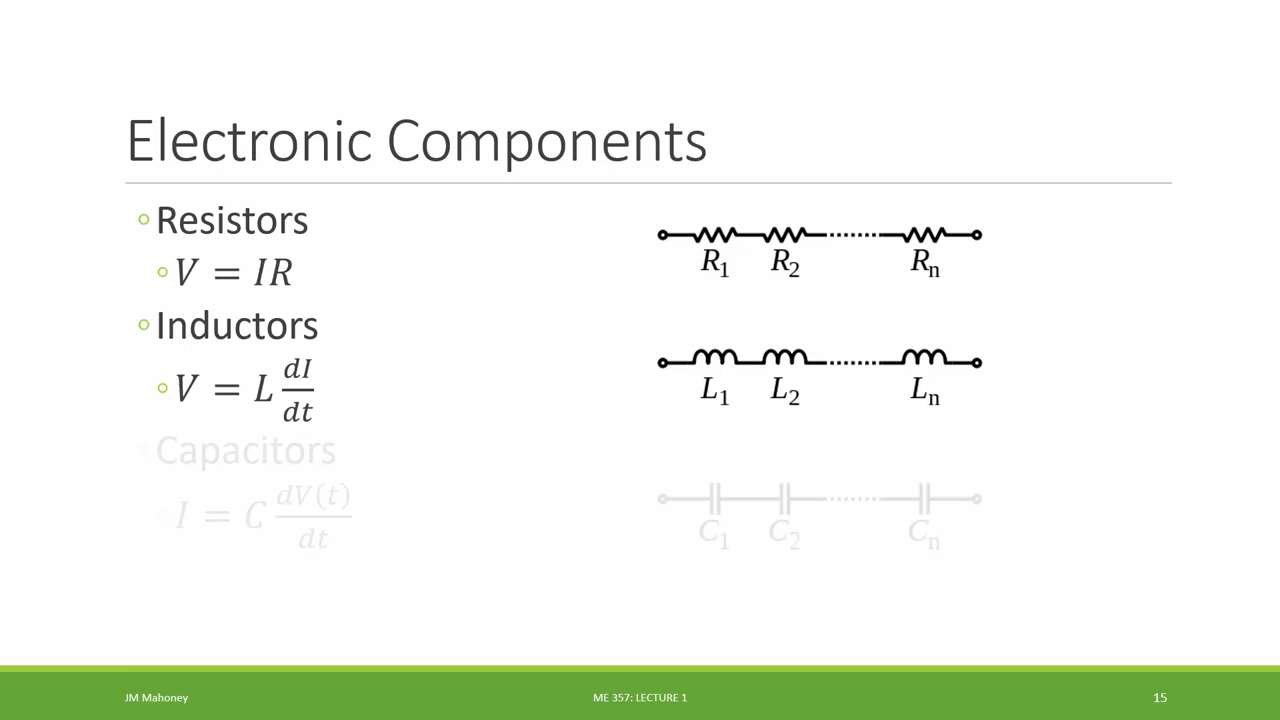 Electronic Components
Resistors
V = IR
R₁ R₂ Rₙ
Inductors
V = L dI/dt
L₁ L₂ Lₙ
Capacitors
I = C dV(t)/dt
C₁ C₂ Cₙ
JM Mahoney
ME 357: LECTURE 1
15